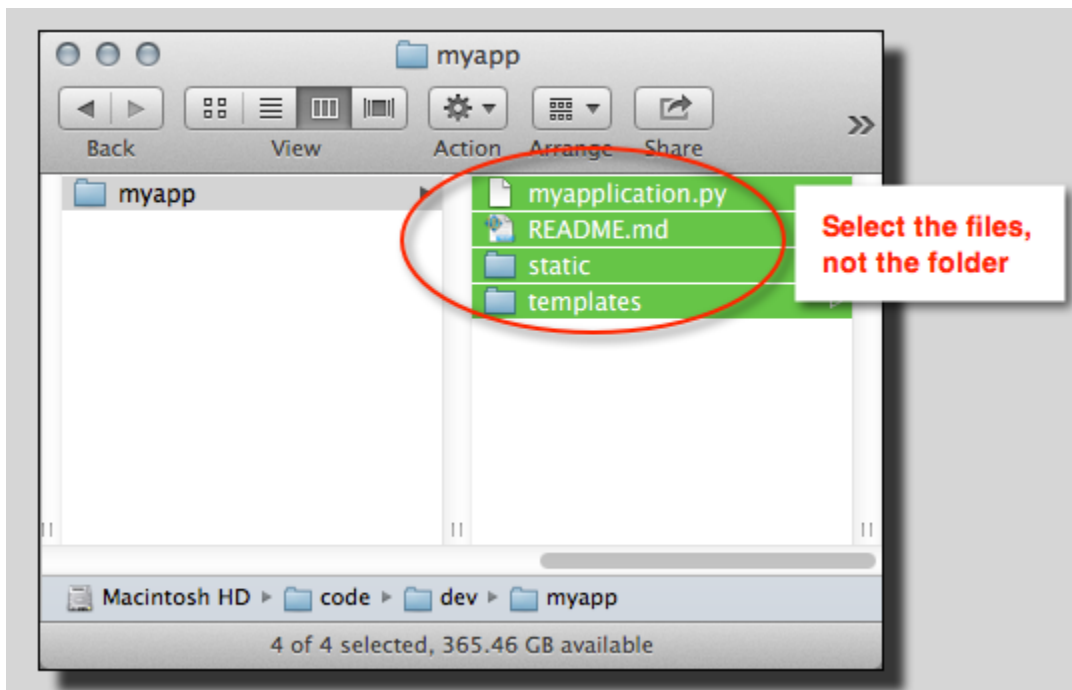 myapp
Back View Action Arrange Share
myapp
myapplication.py
README.md
static
templates
Select the files,
not the folder
Macintosh HD code dev myapp
4 of 4 selected, 365.46 GB available